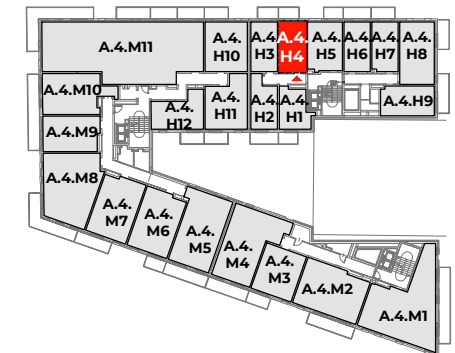 A.4.M11
A.4.
H10
A.4.
H3
A.4.
H4
A.4.
H5
A.4.
H6
A.4.
H7
A.4.
H8
A.4.M10
A.4.
H12
A.4.
H11
A.4.
H2
A.4.
H1
A.4.H9
A.4.M9
A.4.M8
A.4.
M7
A.4.
M6
A.4.
M5
A.4.
M4
A.4.
M3
A.4.M2
A.4.M1